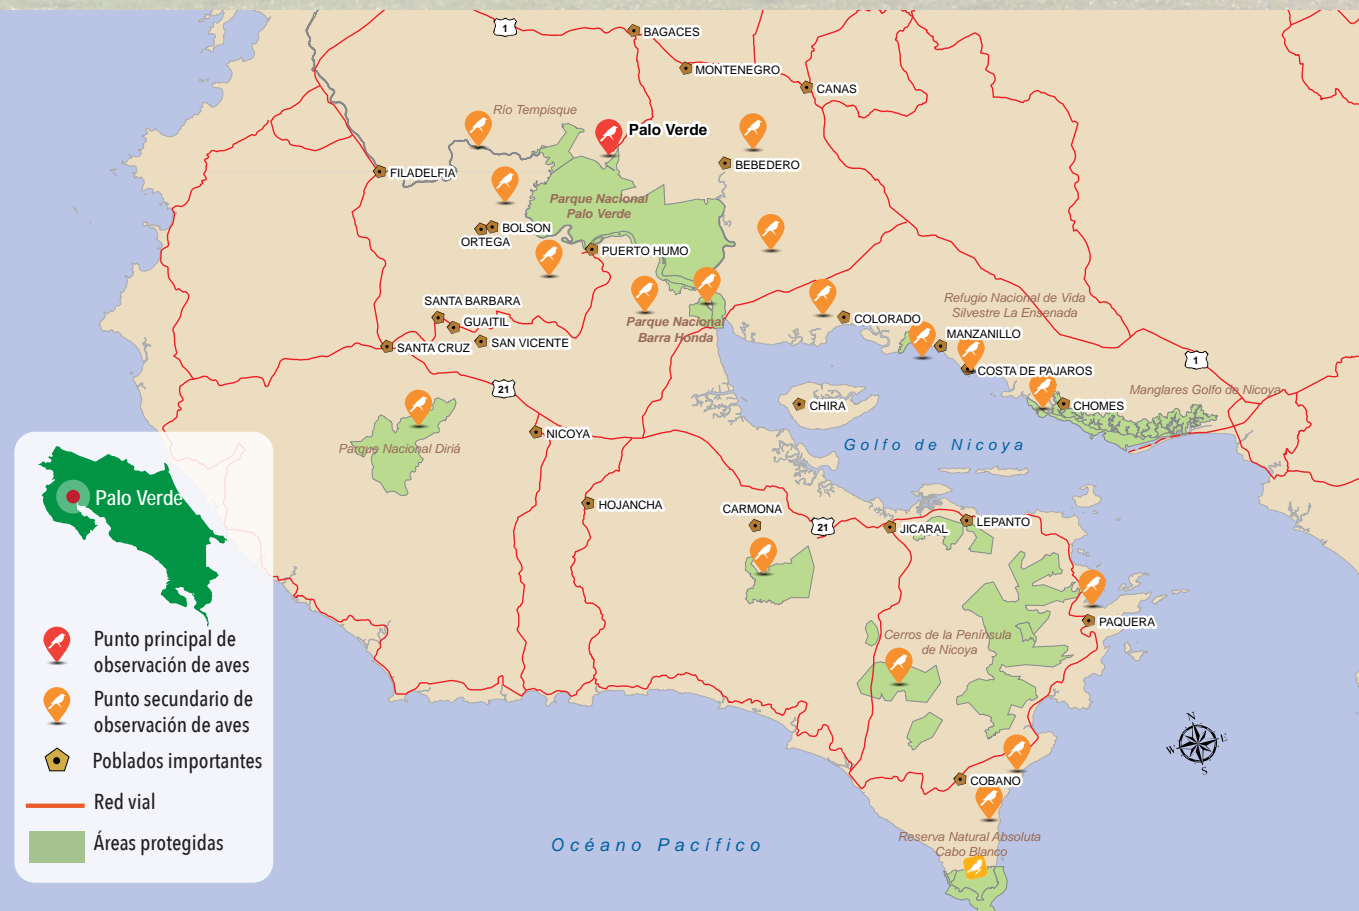 1
BAGACES
MONTENEGRO
CANAS
Río Tempisque
Palo Verde
BEBEDERO
FILADELFIA
Parque Nacional
Palo Verde
BOLSON
ORTEGA
PUERTO HUMO
SANTA BARBARA
GUAITIL
SAN VICENTE
SANTA CRUZ
Parque Nacional
Barra Honda
COLORADO
Refugio Nacional de Vida
Silvestre La Ensenada
MANZANILLO
COSTA DE PAJAROS
1
Manglares Golfo de Nicoya
CHOMES
CHIRA
21
NICOYA
Parque Nacional Diriá
Golfo de Nicoya
HOJANCHA
CARMONA
21
JICARAL
LEPANTO
PAQUERA
Cerros de la Península
de Nicoya
COBANO
Reserva Natural Absoluta
Cabo Blanco
Océano Pacífico
N
W
E
S
Palo Verde
Punto principal de
observación de aves
Punto secundario de
observación de aves
Poblados importantes
Red vial
Áreas protegidas